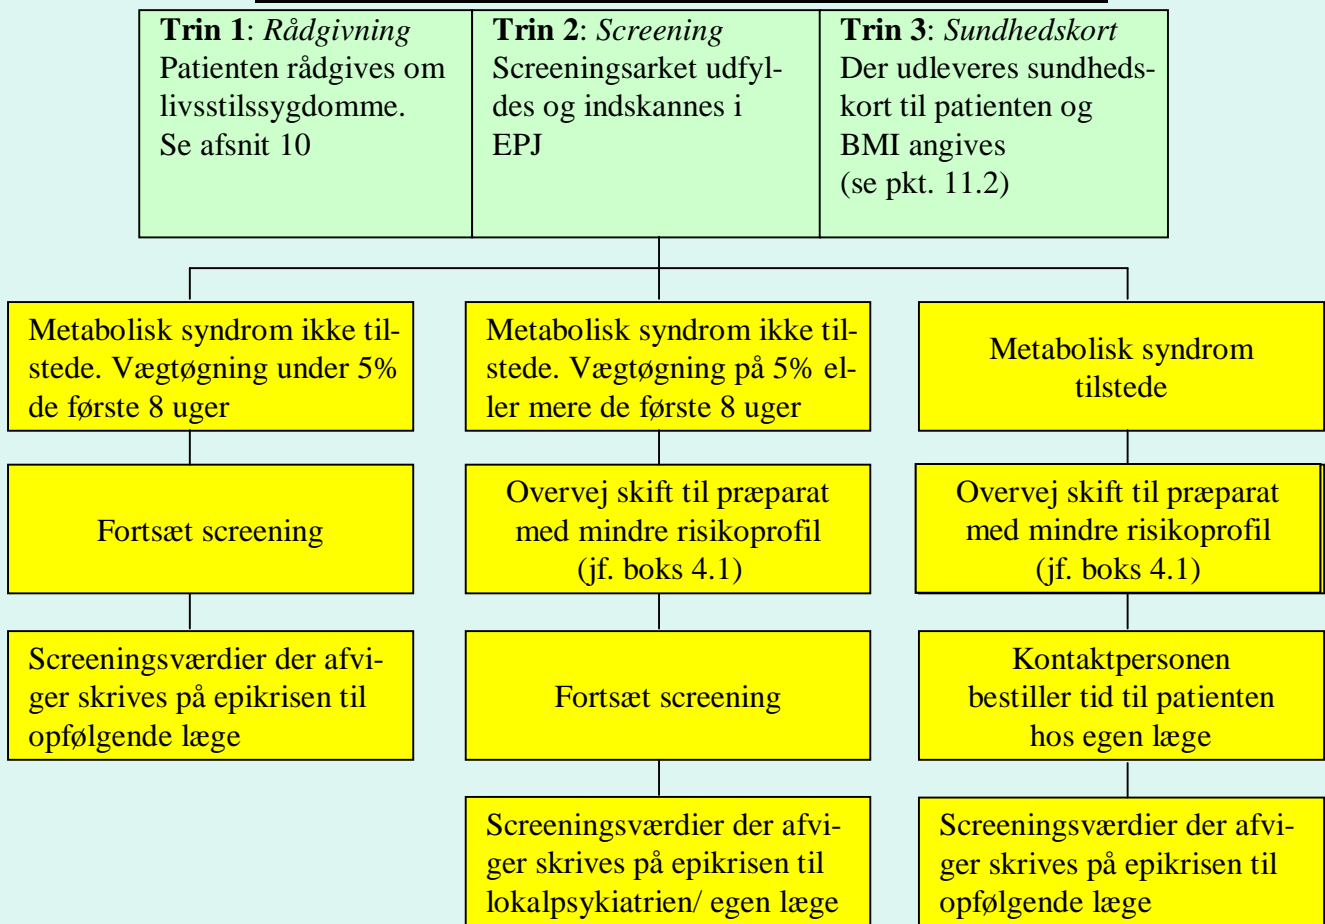 Trin 1: Rådgivning
Patienten rådgives om
livsstilssygdomme.
Se afsnit 10
Trin 2: Screening
Screeningsarket udfyl-
des og indskannes i
EPJ
Trin 3: Sundhedskort
Der udleveres sundheds-
kort til patienten og
BMI angives
(se pkt. 11.2)
Metabolisk syndrom ikke til-
stede. Vægtøgning under 5%
de første 8 uger
Fortsæt screening
Screeningsværdier der afvi-
ger skrives på epikrisen til
opfølgende læge
Metabolisk syndrom ikke til-
stede. Vægtøgning på 5% el-
ler mere de første 8 uger
Overvej skift til præparat
med mindre risikoprofil
(jf. boks 4.1)
Fortsæt screening
Screeningsværdier der afvi-
ger skrives på epikrisen til
lokalpsykiatrien/ egen læge
Metabolisk syndrom
tilstede
Overvej skift til præparat
med mindre risikoprofil
(jf. boks 4.1)
Kontaktpersonen
bestiller tid til patienten
hos egen læge
Screeningsværdier der afvi-
ger skrives på epikrisen til
opfølgende læge